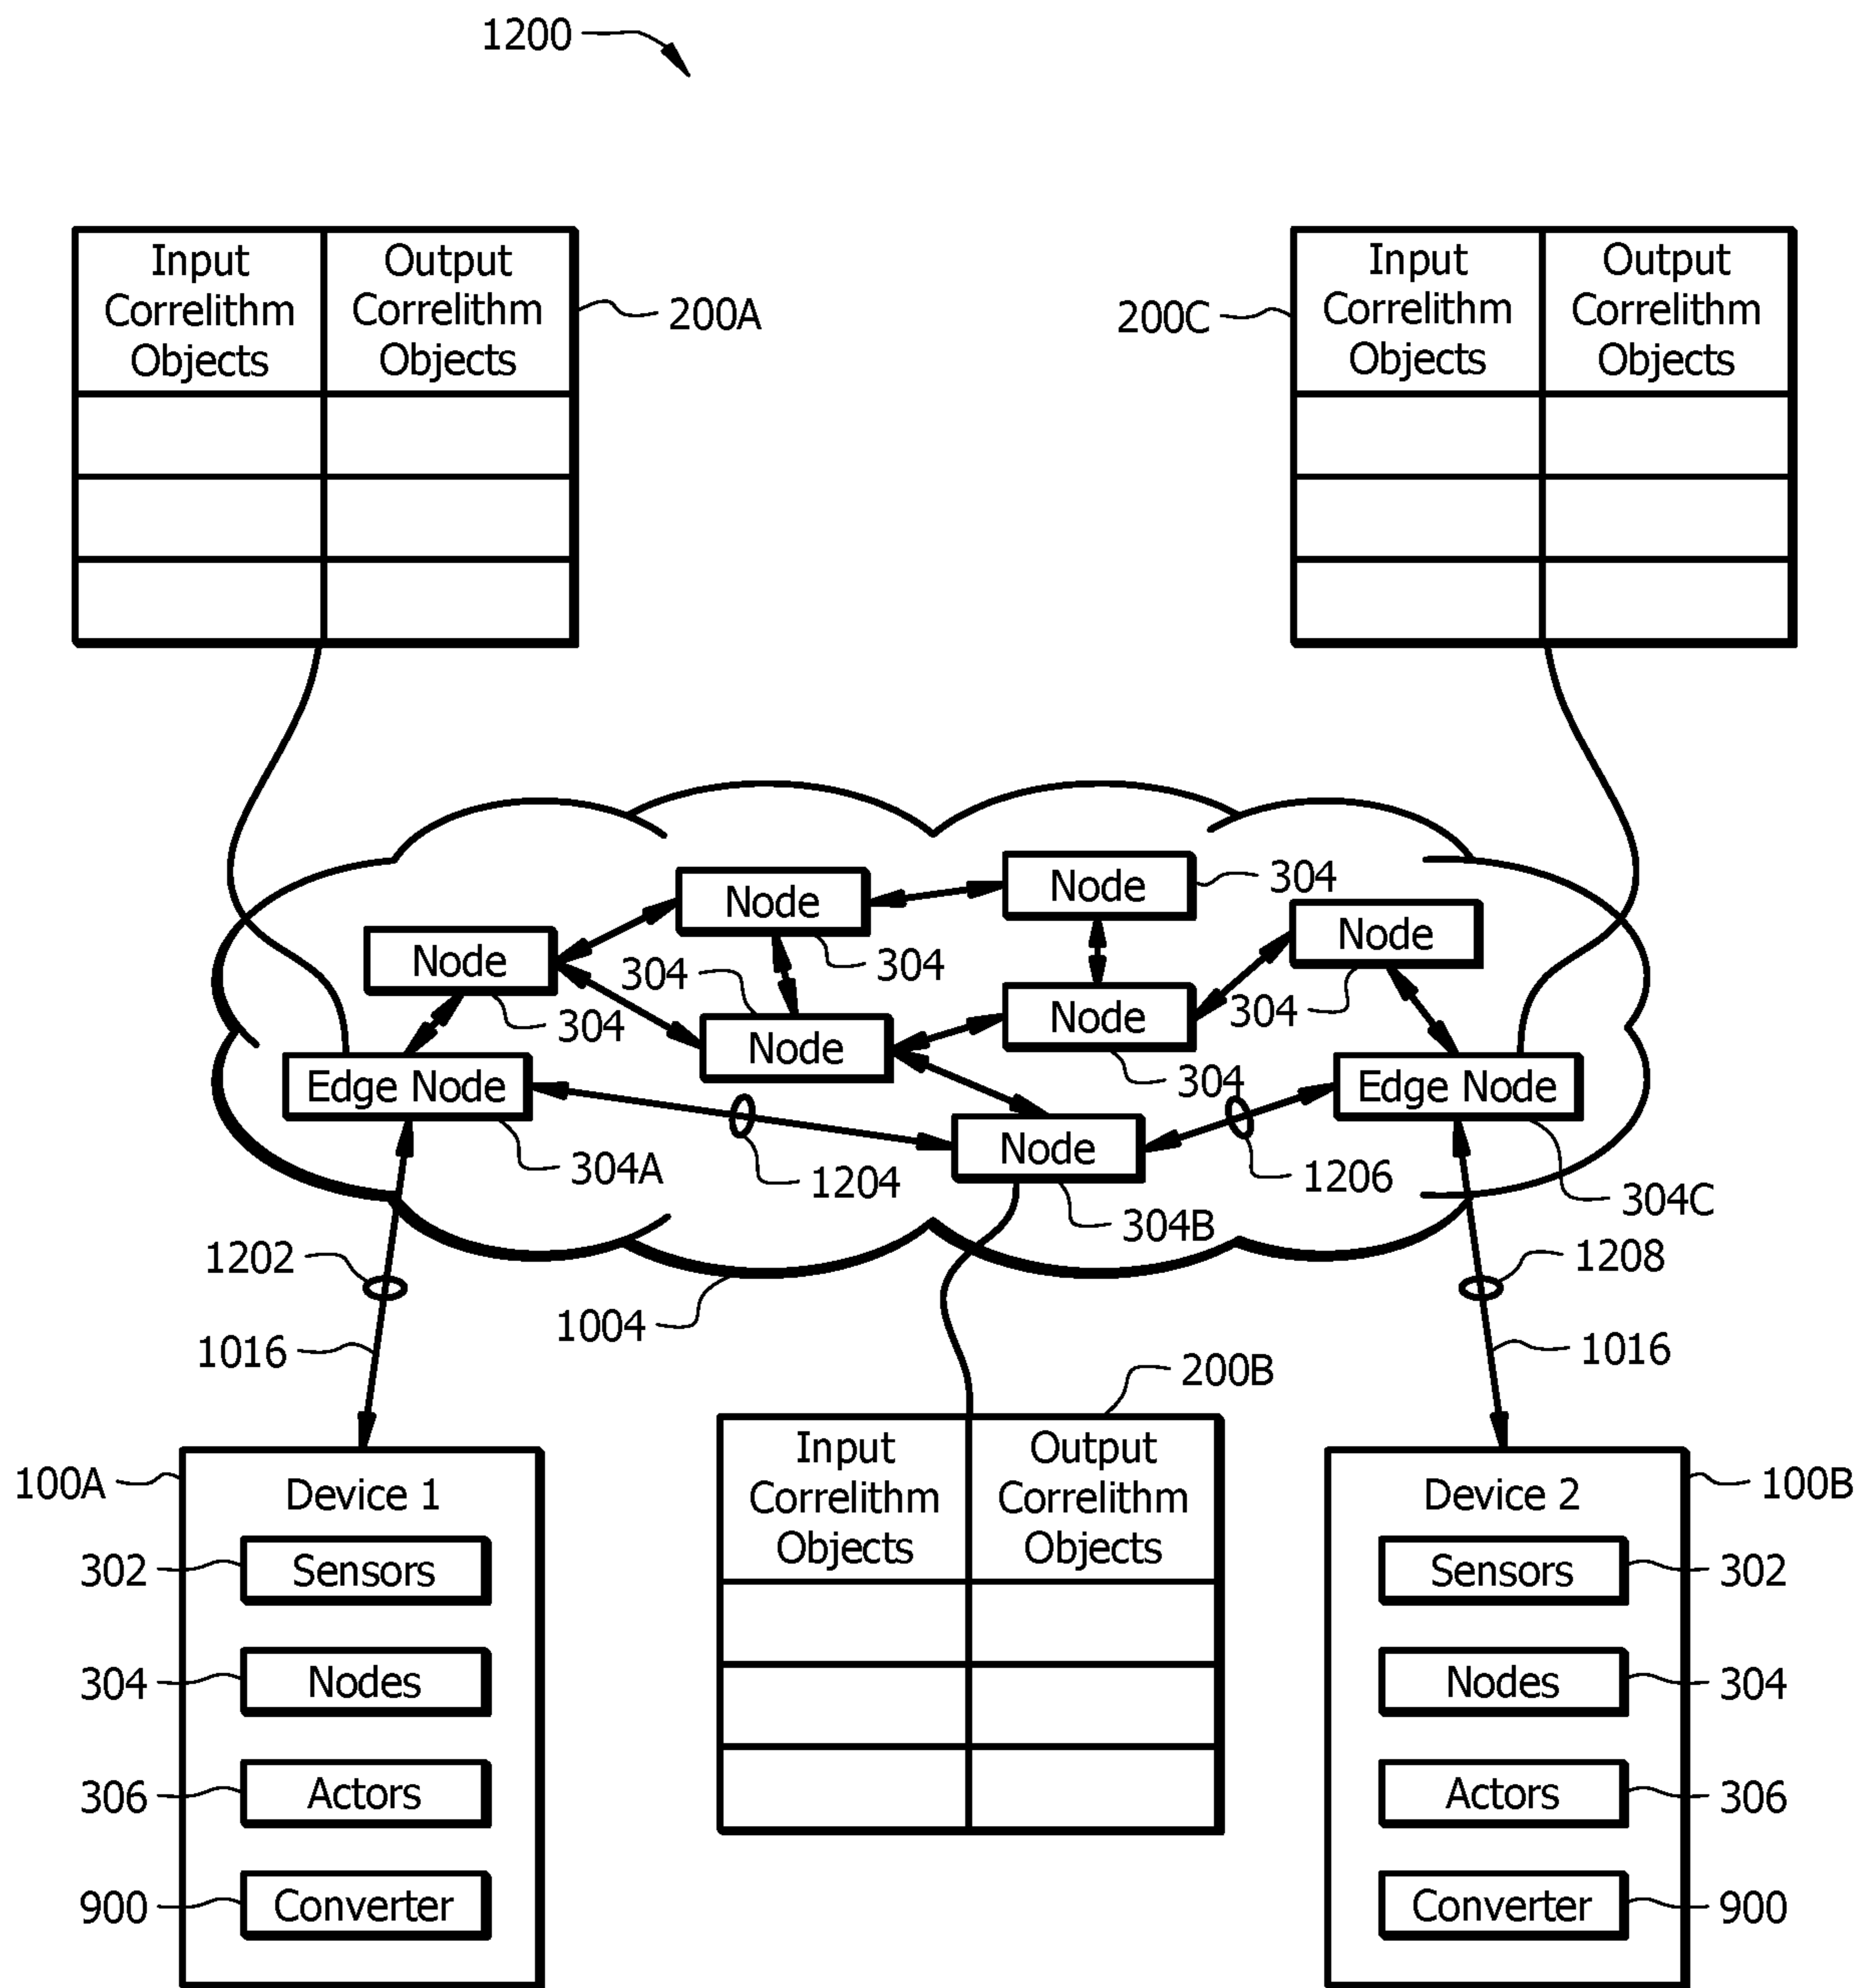 1200
Input
Correlithm
Objects
Output
Correlithm
Objects
200A
200C
Input
Correlithm
Objects
Output
Correlithm
Objects
Node
304
Node
304
Node
304
Node
304
Node
304
Node
304
Edge Node
304A
Edge Node
304C
Node
304B
1204
1206
1202
1208
1004
1016
1016
200B
Input
Correlithm
Objects
Output
Correlithm
Objects
100A
Device 1
302
Sensors
304
Nodes
306
Actors
900
Converter
100B
Device 2
Sensors
302
Nodes
304
Actors
306
Converter
900